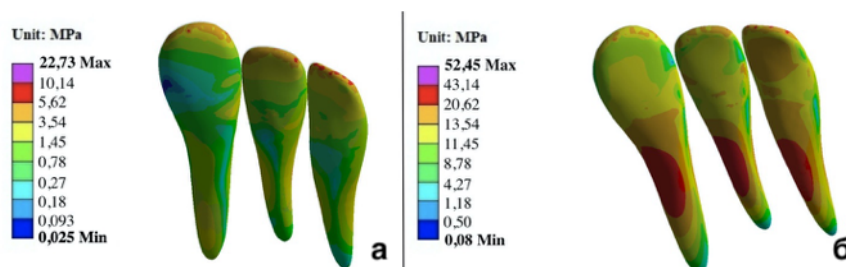 Unit: MPa
22,73 Max
10,14
5,62
3,54
1,45
0,78
0,27
0,18
0,093
0,025 Min
а
Unit: MPa
52,45 Max
43,14
20,62
13,54
11,45
8,78
4,27
1,18
0,50
0,08 Min
б